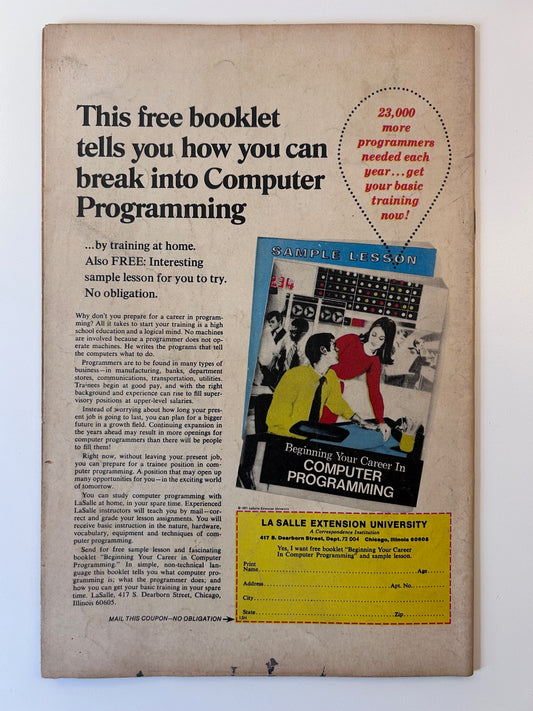 This free booklet
tells you how you can
break into Computer
Programming
23,000
more
programmers
needed each
year...get
your basic
training
now!
...by training at home.
Also FREE: Interesting
sample lesson for you to try.
No obligation.
Why don't you prepare for a career in program-
ming? All it takes to start your training is a high
school education and a logical mind. No machines
are involved because a programmer does not op-
erate machines. He writes the programs that tell
the computers what to do.
Programmers are to be found in many types of
business—in manufacturing, banks, department
stores, communications, transportation, utilities.
Trainees begin at good pay, and with the right
background and experience can rise to fill super-
visory positions at upper-level salaries.
Instead of worrying about how long your pres-
ent job is going to last, you can plan for a bigger
future in a growth field. Continuing expansion in
the years ahead may result in more openings for
computer programmers than there will be people
to fill them!
Right now, without leaving your present job,
you can prepare for a trainee position in com-
puter programming. A position that may open up
many opportunities for you—in the exciting world
of tomorrow.
You can study computer programming with
LaSalle at home, in your spare time. Experienced
LaSalle instructors will teach you by mail—cor-
rect and grade your lesson assignments. You will
receive basic instruction in the nature, hardware,
vocabulary, equipment and techniques of com-
puter programming.
Send for free sample lesson and fascinating
booklet "Beginning Your Career in Computer
Programming." In simple, non-technical lan-
guage this booklet tells you what computer pro-
gramming is; what the programmer does; and
how you can get your basic training in your spare
time. LaSalle, 417 S. Dearborn Street, Chicago,
Illinois 60605.
MAIL THIS COUPON—NO OBLIGATION
SAMPLE LESSON
234
Beginning Your Career In
COMPUTER
PROGRAMMING
© 1971 LaSalle Extension University
LA SALLE EXTENSION UNIVERSITY
A Correspondence Institution
417 S. Dearborn Street, Dept. 72-004 Chicago, Illinois 60605
Yes, I want free booklet "Beginning Your Career
In Computer Programming" and sample lesson.
Print
Name Age
Address Apt. No.
City
State Zip